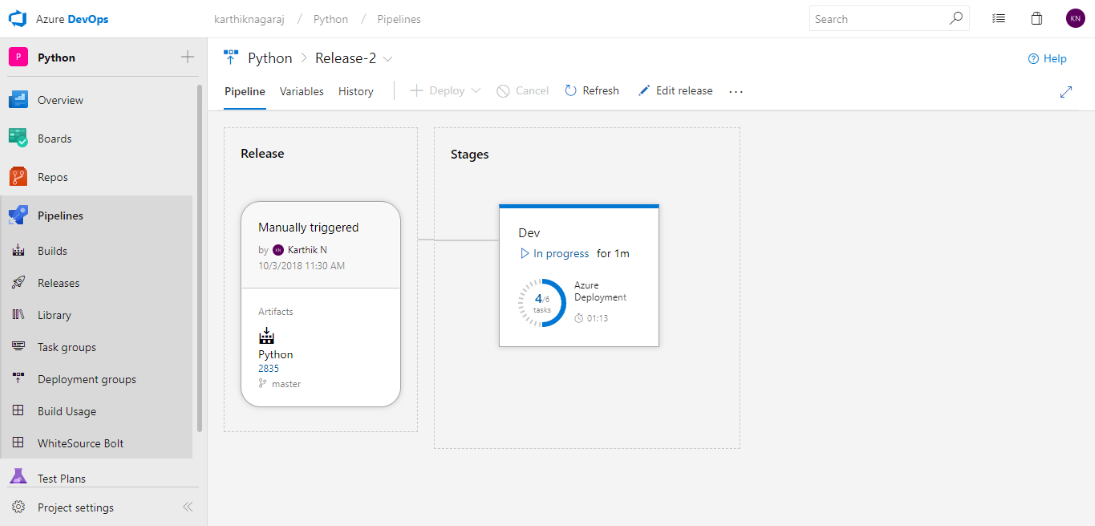 Azure DevOps
karthiknagaraj / Python / Pipelines
Search
KN
P Python
Overview
Boards
Repos
Pipelines
Builds
Releases
Library
Task groups
Deployment groups
Build Usage
WhiteSource Bolt
Test Plans
Project settings
Python > Release-2
Help
Pipeline Variables History
Deploy Cancel Refresh Edit release ...
Release
Manually triggered
by KN Karthik N
10/3/2018 11:30 AM
Artifacts
Python
2835
master
Stages
Dev
In progress for 1m
4/6
tasks
Azure
Deployment
01:13